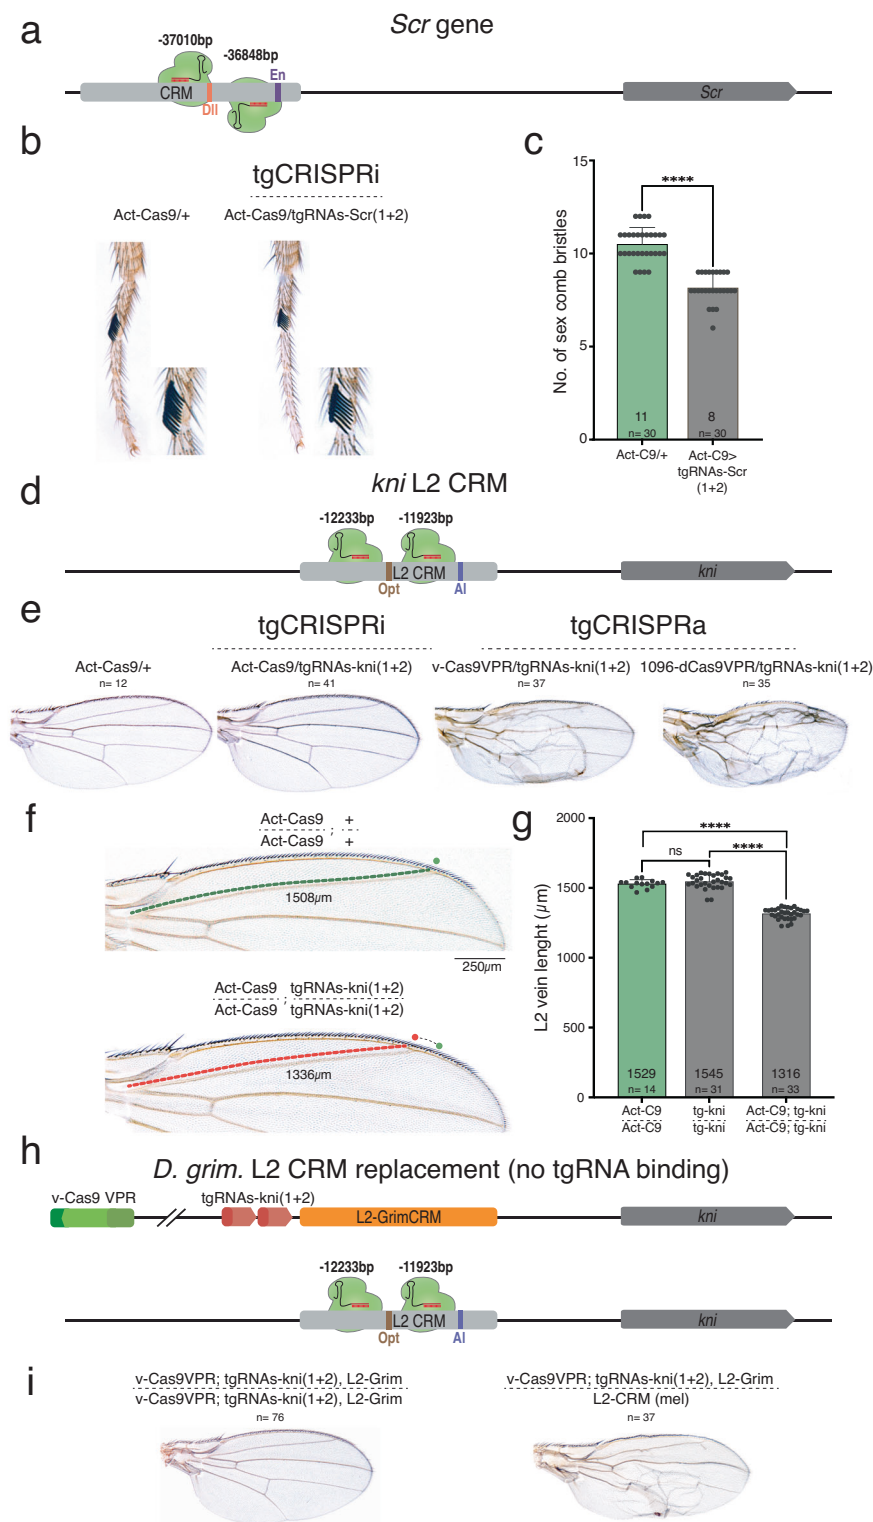 a
Scr gene
-37010bp
-36848bp
En
CRM
Dll
Scr
b
tgCRISPRi
Act-Cas9/+
Act-Cas9/tgRNAs-Scr(1+2)
c
15
10
5
0
No. of sex comb bristles
****
11
n= 30
8
n= 30
Act-C9/+
Act-C9>
tgRNAs-Scr
(1+2)
d
kni L2 CRM
-12233bp
-11923bp
L2 CRM
Opt
Al
kni
e
tgCRISPRi
tgCRISPRa
Act-Cas9/+
n= 12
Act-Cas9/tgRNAs-kni(1+2)
n= 41
v-Cas9VPR/tgRNAs-kni(1+2)
n= 37
1096-dCas9VPR/tgRNAs-kni(1+2)
n= 35
f
Act-Cas9 ; +
Act-Cas9 +
1508µm
250µm
Act-Cas9 ; tgRNAs-kni(1+2)
Act-Cas9 tgRNAs-kni(1+2)
1336µm
g
2000
1500
1000
500
0
L2 vein lenght (µm)
****
ns
****
1529
n= 14
1545
n= 31
1316
n= 33
Act-C9
Act-C9
tg-kni
tg-kni
Act-C9; tg-kni
Act-C9; tg-kni
h
D. grim. L2 CRM replacement (no tgRNA binding)
v-Cas9 VPR
tgRNAs-kni(1+2)
L2-GrimCRM
kni
-12233bp
-11923bp
L2 CRM
Opt
Al
kni
i
v-Cas9VPR; tgRNAs-kni(1+2), L2-Grim
v-Cas9VPR; tgRNAs-kni(1+2), L2-Grim
n= 76
v-Cas9VPR; tgRNAs-kni(1+2), L2-Grim
L2-CRM (mel)
n= 37